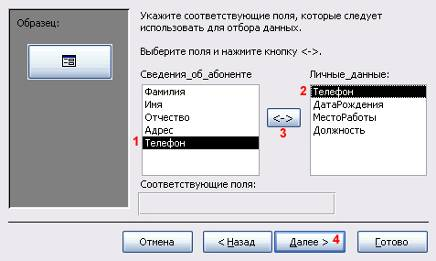 Образец:
Укажите соответствующие поля, которые следует
использовать для отбора данных.
Выберите поля и нажмите кнопку <->.
Сведения_об_абоненте
Фамилия
Имя
Отчество
Адрес
1 Телефон
<->
3
Личные_данные:
2 Телефон
ДатаРождения
МестоРаботы
Должность
Соответствующие поля:
Отмена
< Назад
Далее > 4
Готово